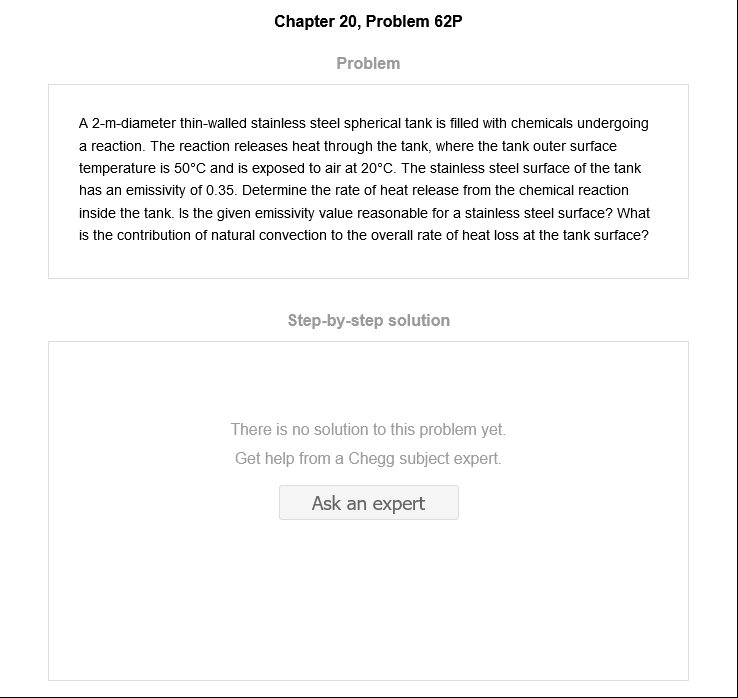 Chapter 20, Problem 62P
Problem
A 2-m-diameter thin-walled stainless steel spherical tank is filled with chemicals undergoing
a reaction. The reaction releases heat through the tank, where the tank outer surface
temperature is 50°C and is exposed to air at 20°C. The stainless steel surface of the tank
has an emissivity of 0.35. Determine the rate of heat release from the chemical reaction
inside the tank. Is the given emissivity value reasonable for a stainless steel surface? What
is the contribution of natural convection to the overall rate of heat loss at the tank surface?
Step-by-step solution
There is no solution to this problem yet.
Get help from a Chegg subject expert.
Ask an expert